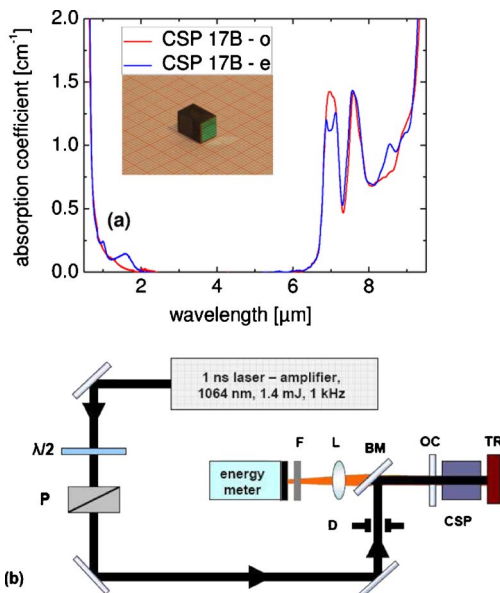 2.0
1.5
1.0
0.5
0.0
absorption coefficient [cm⁻¹]
CSP 17B - o
CSP 17B - e
(a)
2
4
6
8
wavelength [µm]
1 ns laser – amplifier,
1064 nm, 1.4 mJ, 1 kHz
λ/2
P
energy
meter
F
L
BM
OC
TR
CSP
D
(b)